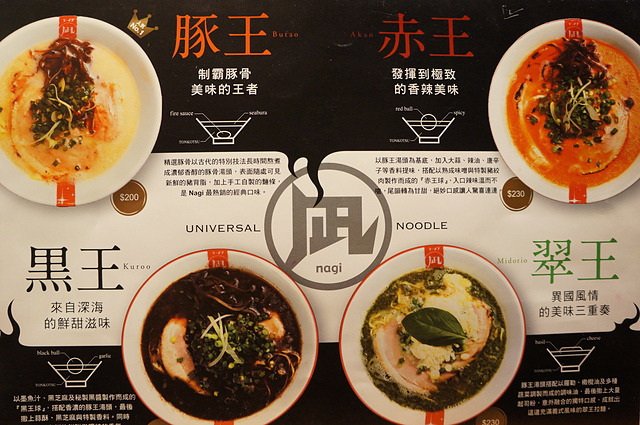 豚王 Butao
制霸豚骨
美味的王者
fire sauce
seabura
TONKOTSU
精選豚骨以古代的特別技法長時間熬煮
成濃郁香醇的豚骨湯頭，表面隨處可見
新鮮的豬背脂，加上手工自製的麵條
是 Nagi 最熱銷的經典口味。
$200
Akao 赤王
發揮到極致
的香辣美味
red ball
spicy
TONKOTSU
以豚王湯頭為基底，加入大蒜、辣油、唐辛
子等香料提味，搭配以熟成味噌與特製豬絞
肉製作而成的『赤王球』，入口辣味溫而不
尾韻轉為甘甜，絕妙口感讓人驚喜連連
$230
UNIVERSAL
凪
nagi
NOODLE
黒王 Kuroo
來自深海
的鮮甜滋味
black ball
garlic
TONKOTSU
以墨魚汁、黑芝麻及秘製黑醬製作而成的
『黑王球』，搭配香濃的豚王湯頭，最後
撒上蒜酥、黑芝麻與特製香料，同時
Midorio 翠王
異國風情
的美味三重奏
basil
cheese
TONKOTSU
豚王湯頭搭配以羅勒、橄欖油及多種
蔬菜調製而成的調味油，最後撒上大量
起司粉，意外融合的獨特口感，成就出
這道充滿義式風味的翠王拉麵。
$230